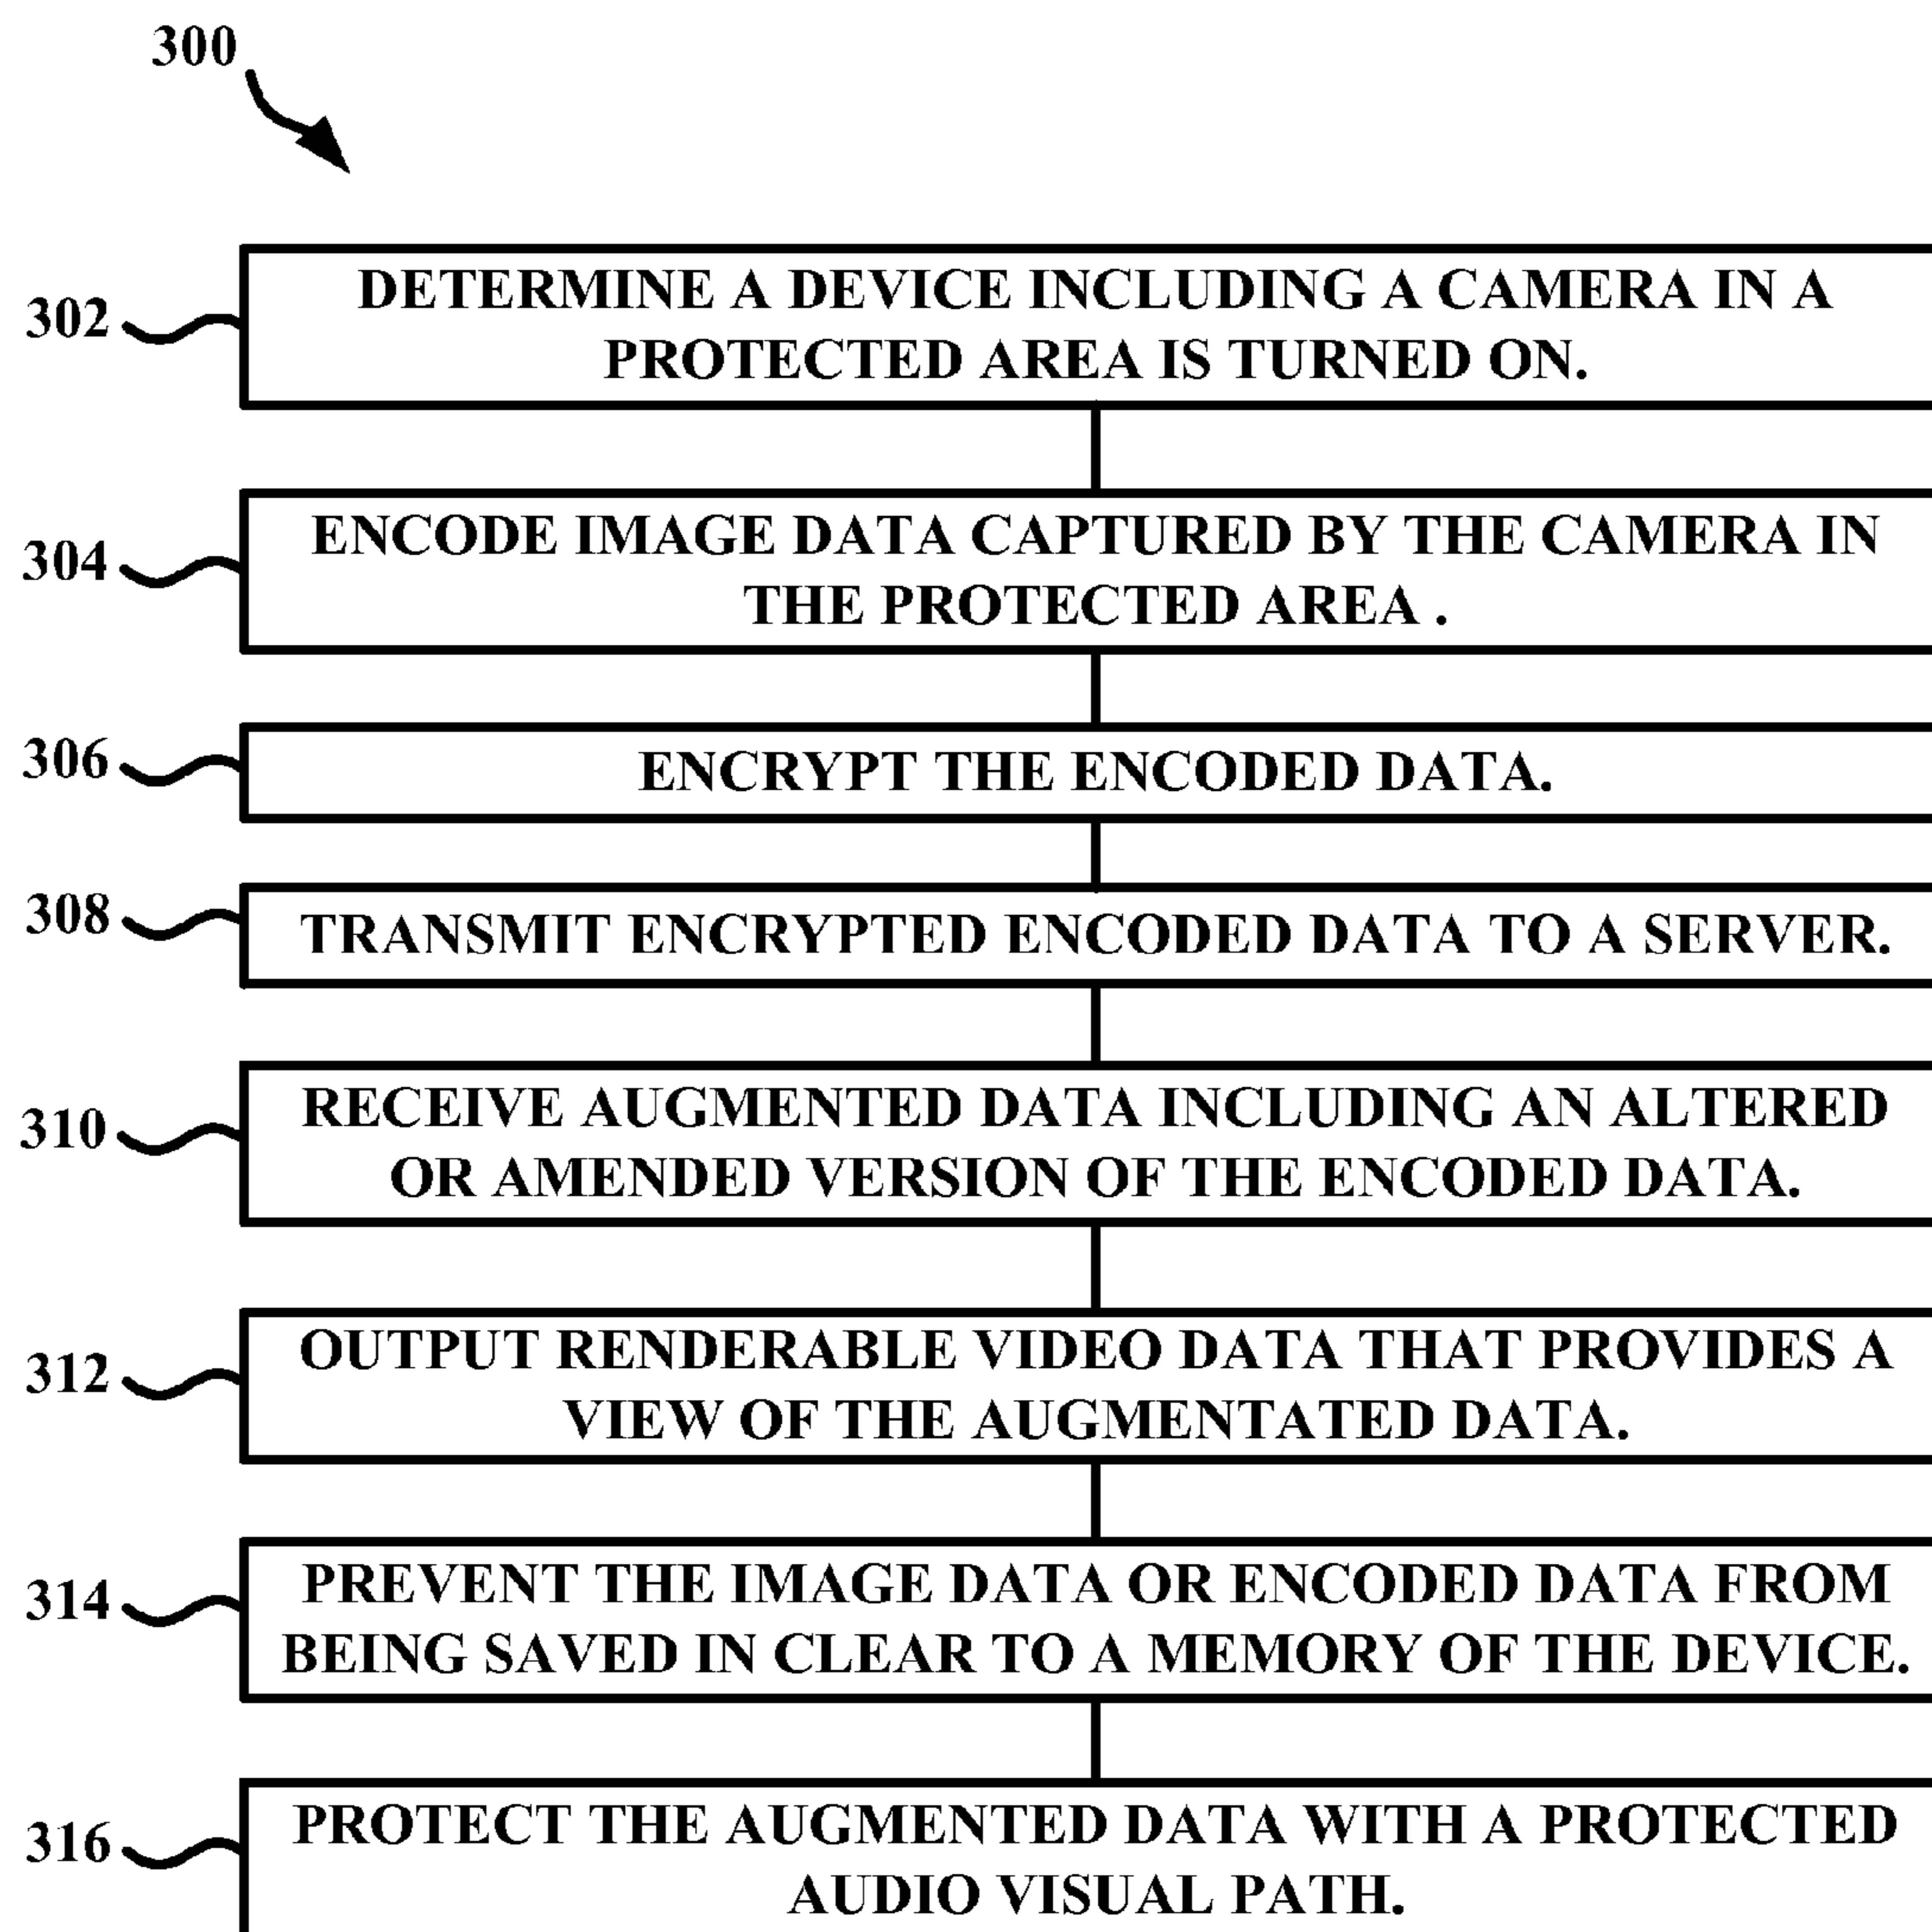 300
302
DETERMINE A DEVICE INCLUDING A CAMERA IN A
PROTECTED AREA IS TURNED ON.
304
ENCODE IMAGE DATA CAPTURED BY THE CAMERA IN
THE PROTECTED AREA .
306
ENCRYPT THE ENCODED DATA.
308
TRANSMIT ENCRYPTED ENCODED DATA TO A SERVER.
310
RECEIVE AUGMENTED DATA INCLUDING AN ALTERED
OR AMENDED VERSION OF THE ENCODED DATA.
312
OUTPUT RENDERABLE VIDEO DATA THAT PROVIDES A
VIEW OF THE AUGMENTATED DATA.
314
PREVENT THE IMAGE DATA OR ENCODED DATA FROM
BEING SAVED IN CLEAR TO A MEMORY OF THE DEVICE.
316
PROTECT THE AUGMENTED DATA WITH A PROTECTED
AUDIO VISUAL PATH.